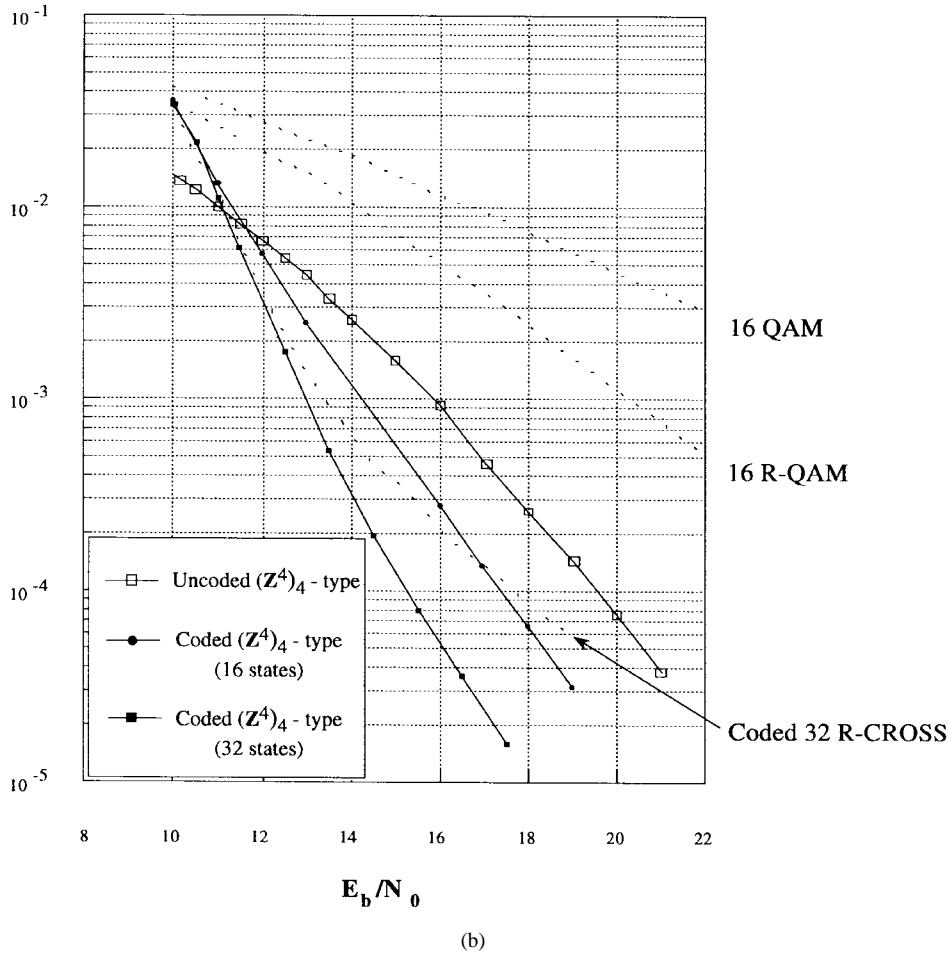 10⁻¹
10⁻²
10⁻³
10⁻⁴
10⁻⁵
16 QAM
16 R-QAM
Coded 32 R-CROSS
Uncoded (Z⁴)₄ - type
Coded (Z⁴)₄ - type
(16 states)
Coded (Z⁴)₄ - type
(32 states)
8 10 12 14 16 18 20 22
E_b/N_0
(b)